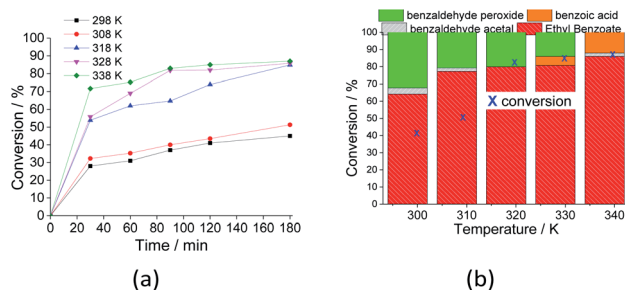 (a)
298 K
308 K
318 K
328 K
338 K
Conversion / %
100
90
80
70
60
50
40
30
20
10
0
0 20 40 60 80 100 120 140 160 180
Time / min
(b)
benzaldehyde peroxide benzoic acid
benzaldehyde acetal Ethyl Benzoate
Conversion / %
100
80
60
40
20
0
X conversion
300 310 320 330 340
Temperature / K
(a) (b)